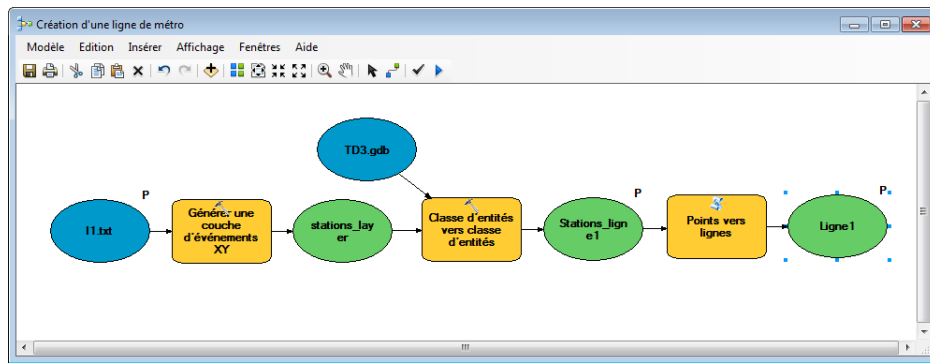 Création d'une ligne de métro
Modèle Edition Insérer Affichage Fenêtres Aide
TD3.gdb
P
l1.txt
Générer une
couche
d'événements
XY
stations_lay
er
Classe d'entités
vers classe
d'entités
P
Stations_lign
e1
Points vers
lignes
P
Ligne1